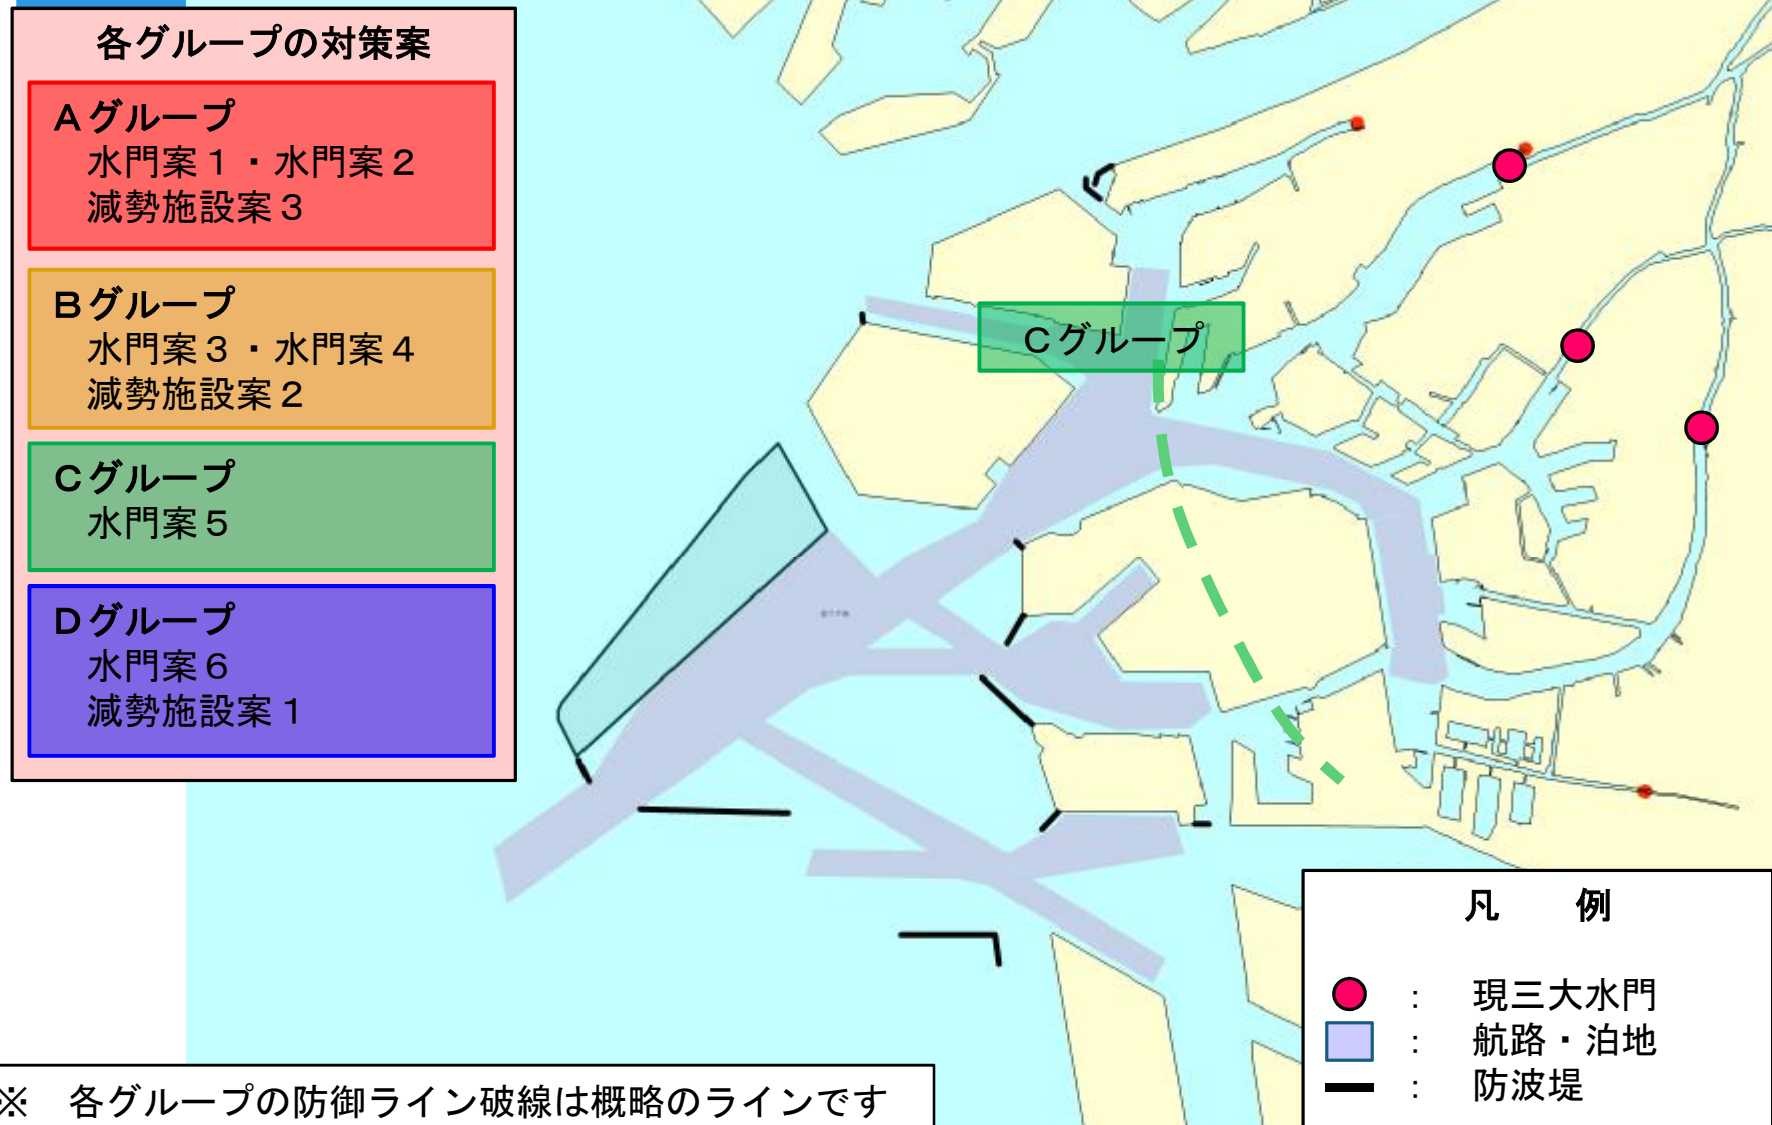 各グループの対策案
Aグループ
水門案1・水門案2
減勢施設案3
Bグループ
水門案3・水門案4
減勢施設案2
Cグループ
水門案5
Dグループ
水門案6
減勢施設案1
Cグループ
凡　例
：　現三大水門
：　航路・泊地
：　防波堤
※　各グループの防御ライン破線は概略のラインです